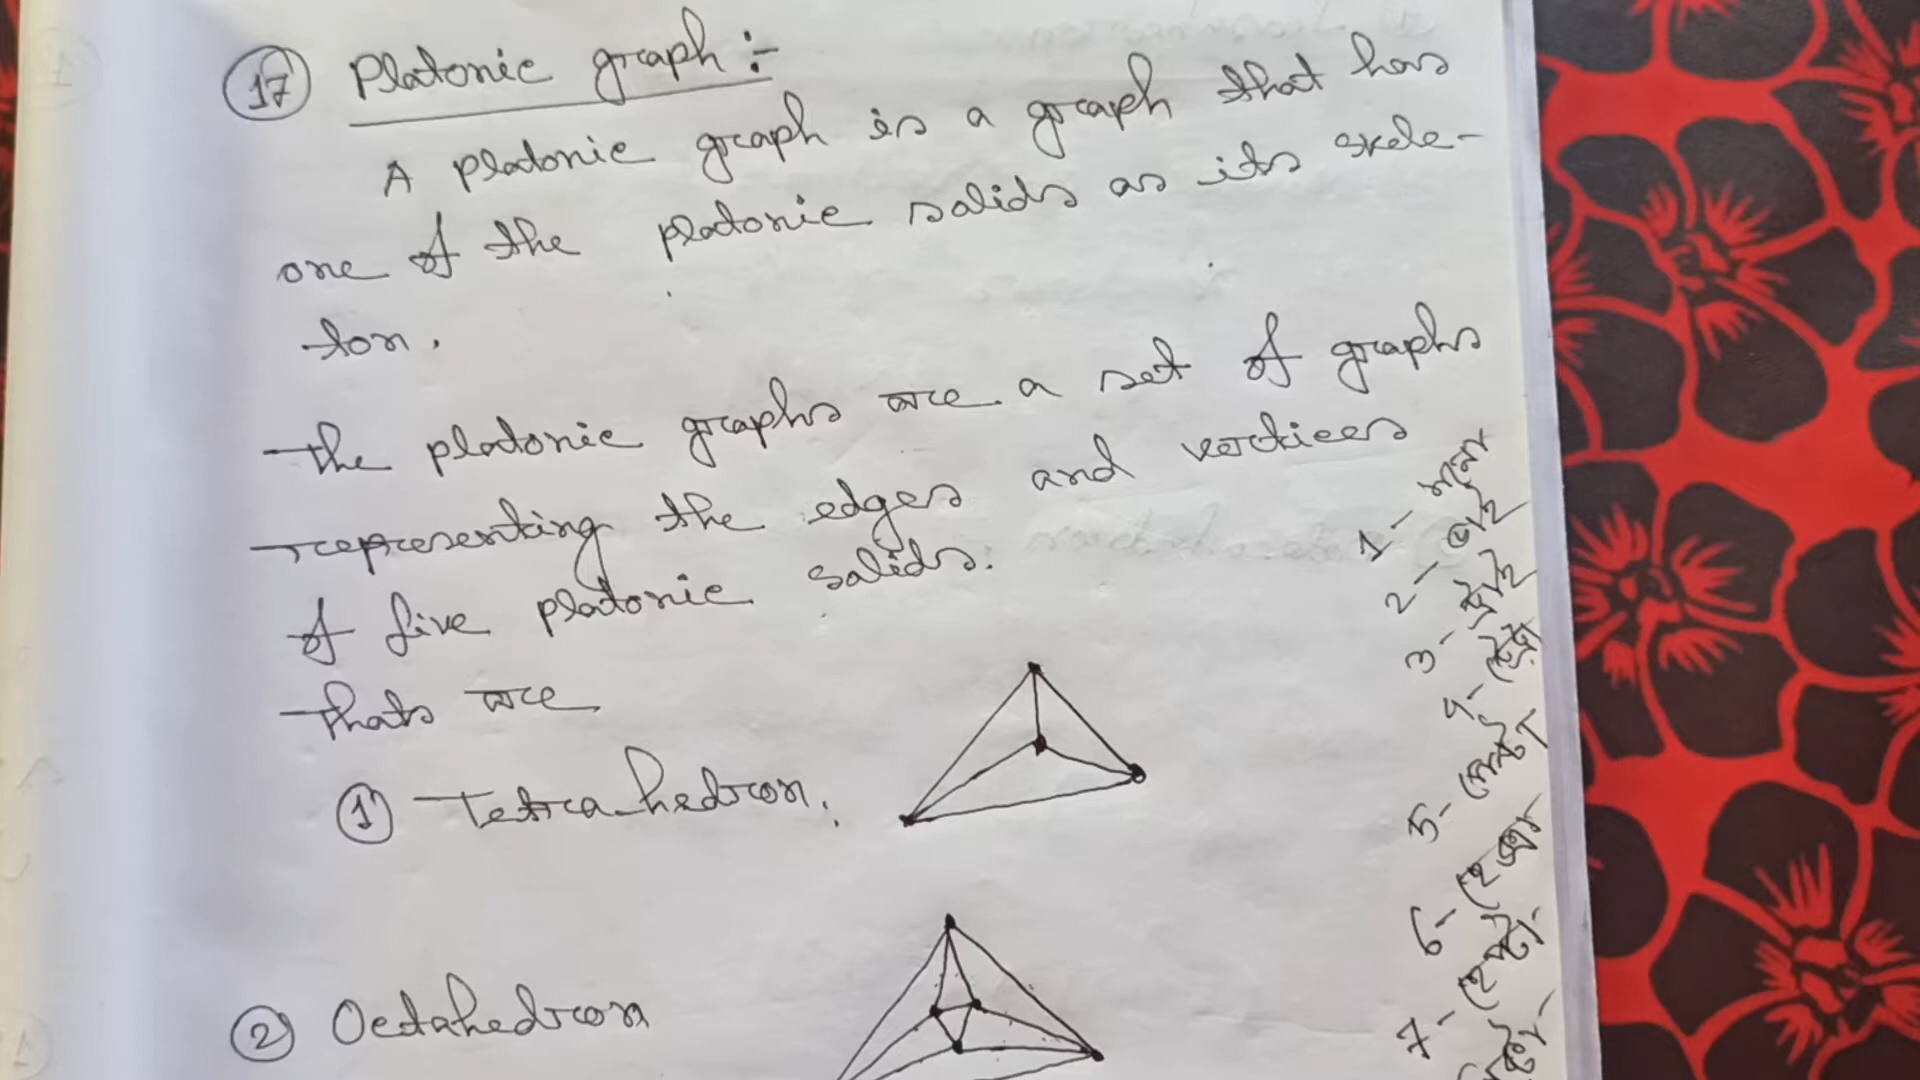 17 Platonic graph :-
A platonic graph is a graph that has
one of the platonic solids as its skele-
ton.
The platonic graphs are a set of graphs
representing the edges and vertices
of five platonic solids.
thats are
1 Tetrahedron.
2 Octahedron
1 - মনো
2 - ডাই
3 - ট্রাই
4 - টেট্রা
5 - পেন্টা
6 - হেক্সা
7 - হেপ্টা